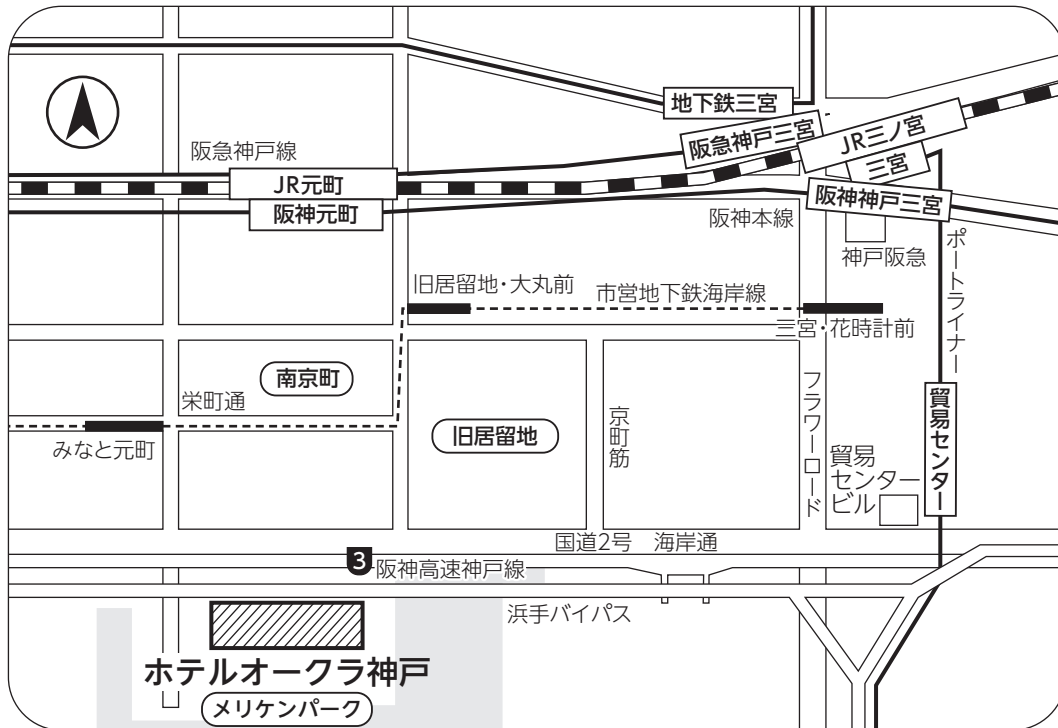 地下鉄三宮
阪急神戸三宮
JR三ノ宮
三宮
阪急神戸線
JR元町
阪神元町
阪神神戸三宮
阪神本線
神戸阪急
ポートライナー
旧居留地・大丸前
市営地下鉄海岸線
三宮・花時計前
南京町
栄町通
みなと元町
旧居留地
京町筋
フラワーロード
貿易センター
貿易
センター
ビル
国道2号 海岸通
3
阪神高速神戸線
浜手バイパス
ホテルオークラ神戸
メリケンパーク